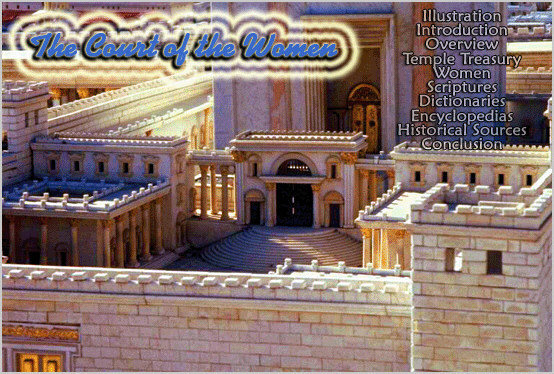 The Court of the Women
Illustration
Introduction
Overview
Temple Treasury
Women
Scriptures
Dictionaries
Encyclopedias
Historical Sources
Conclusion